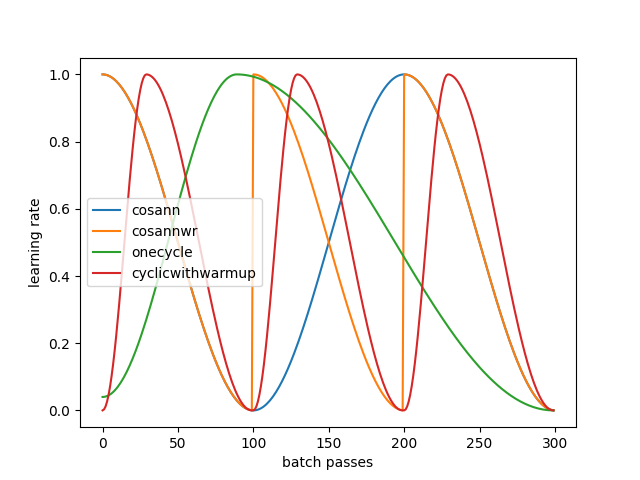 1.0
0.8
0.6
0.4
0.2
0.0
learning rate
cosann
cosannwr
onecycle
cyclicwithwarmup
0 50 100 150 200 250 300
batch passes